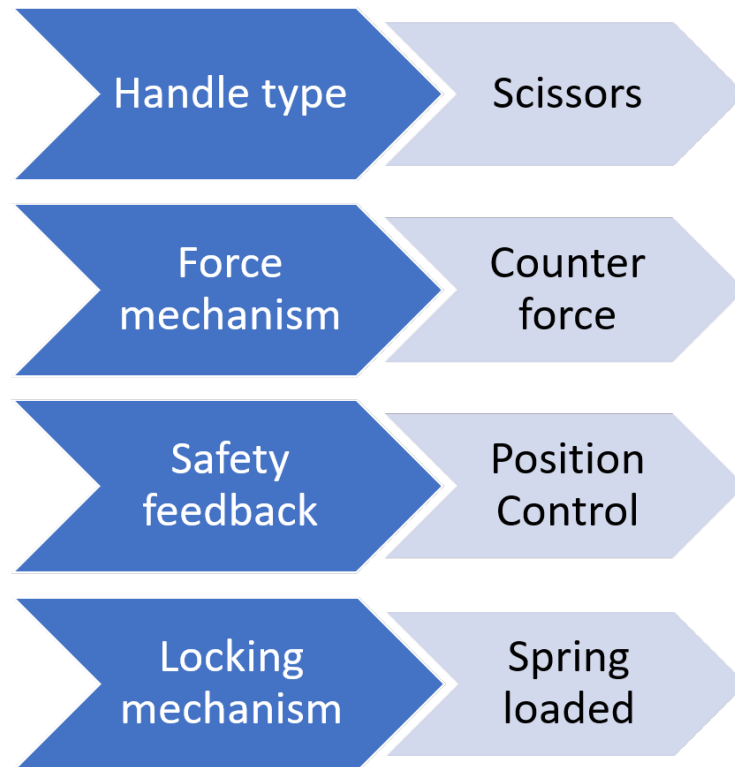 Handle type
Scissors
Force
mechanism
Counter
force
Safety
feedback
Position
Control
Locking
mechanism
Spring
loaded